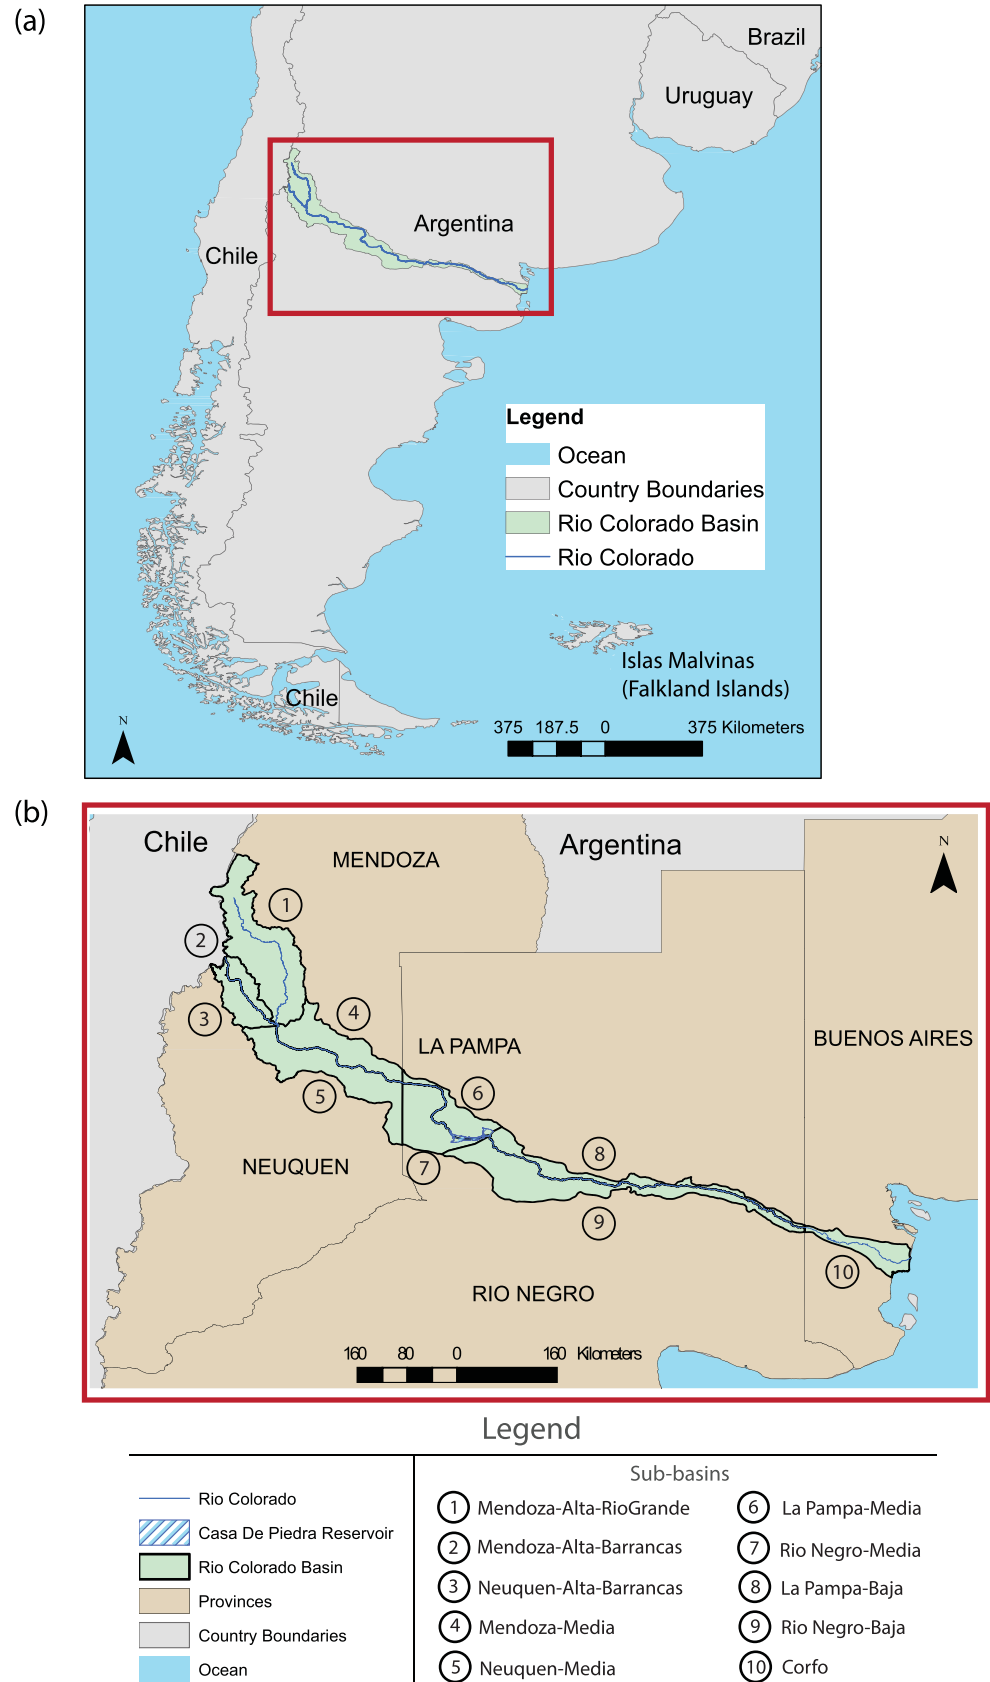 (a)
Brazil
Uruguay
Argentina
Chile
Legend
Ocean
Country Boundaries
Rio Colorado Basin
Rio Colorado
Islas Malvinas
(Falkland Islands)
Chile
N
375 187.5 0 375 Kilometers
(b)
Chile
MENDOZA
Argentina
N
1
2
3
4
LA PAMPA
BUENOS AIRES
5
6
NEUQUEN
7
8
9
10
RIO NEGRO
160 80 0 160 Kilometers
Legend
Rio Colorado
Casa De Piedra Reservoir
Rio Colorado Basin
Provinces
Country Boundaries
Ocean
Sub-basins
1 Mendoza-Alta-RioGrande
2 Mendoza-Alta-Barrancas
3 Neuquen-Alta-Barrancas
4 Mendoza-Media
5 Neuquen-Media
6 La Pampa-Media
7 Rio Negro-Media
8 La Pampa-Baja
9 Rio Negro-Baja
10 Corfo